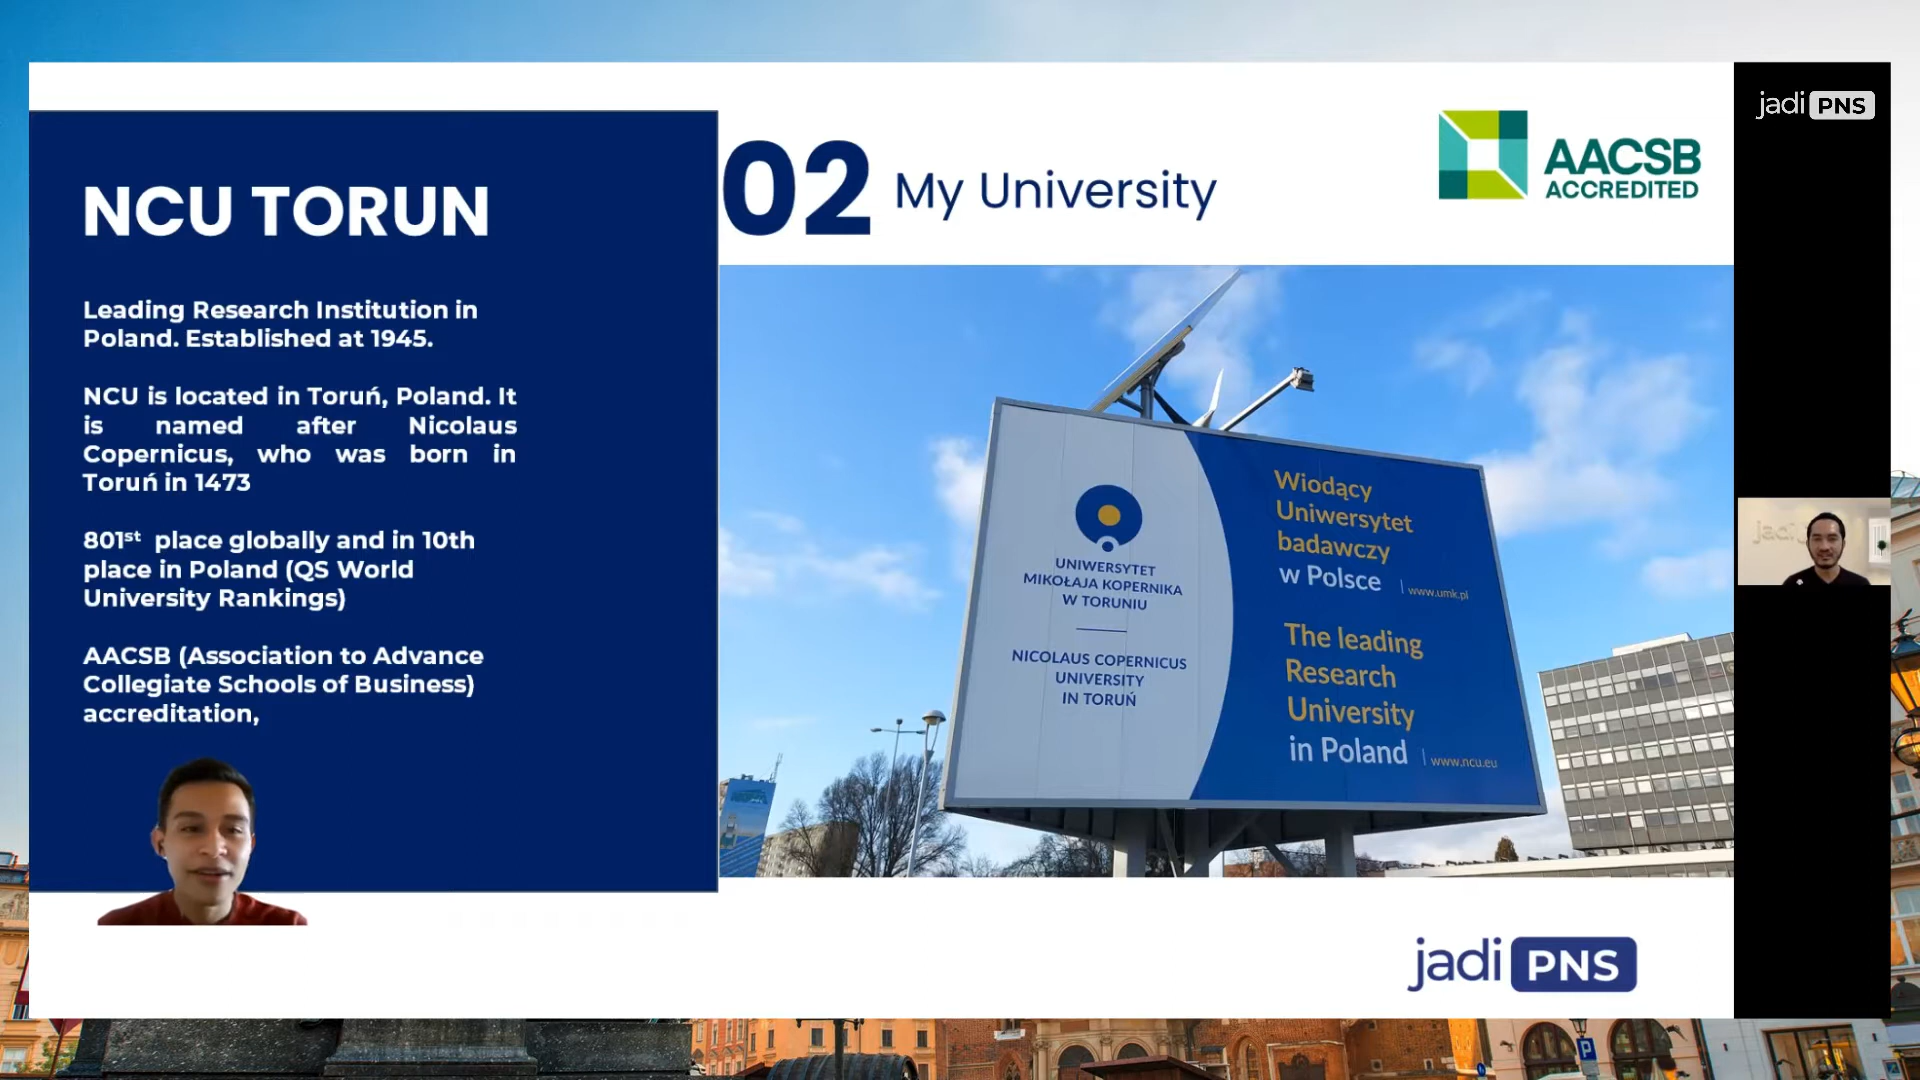 NCU TORUN
Leading Research Institution in
Poland. Established at 1945.
NCU is located in Toruń, Poland. It
is named after Nicolaus
Copernicus, who was born in
Toruń in 1473
801ˢᵗ place globally and in 10th
place in Poland (QS World
University Rankings)
AACSB (Association to Advance
Collegiate Schools of Business)
accreditation,
02 My University
AACSB
ACCREDITED
UNIWERSYTET
MIKOŁAJA KOPERNIKA
W TORUNIU
NICOLAUS COPERNICUS
UNIVERSITY
IN TORUŃ
Wiodący
Uniwersytet
badawczy
w Polsce | www.umk.pl
The leading
Research
University
in Poland | www.ncu.eu
jadi PNS
jadi PNS
P